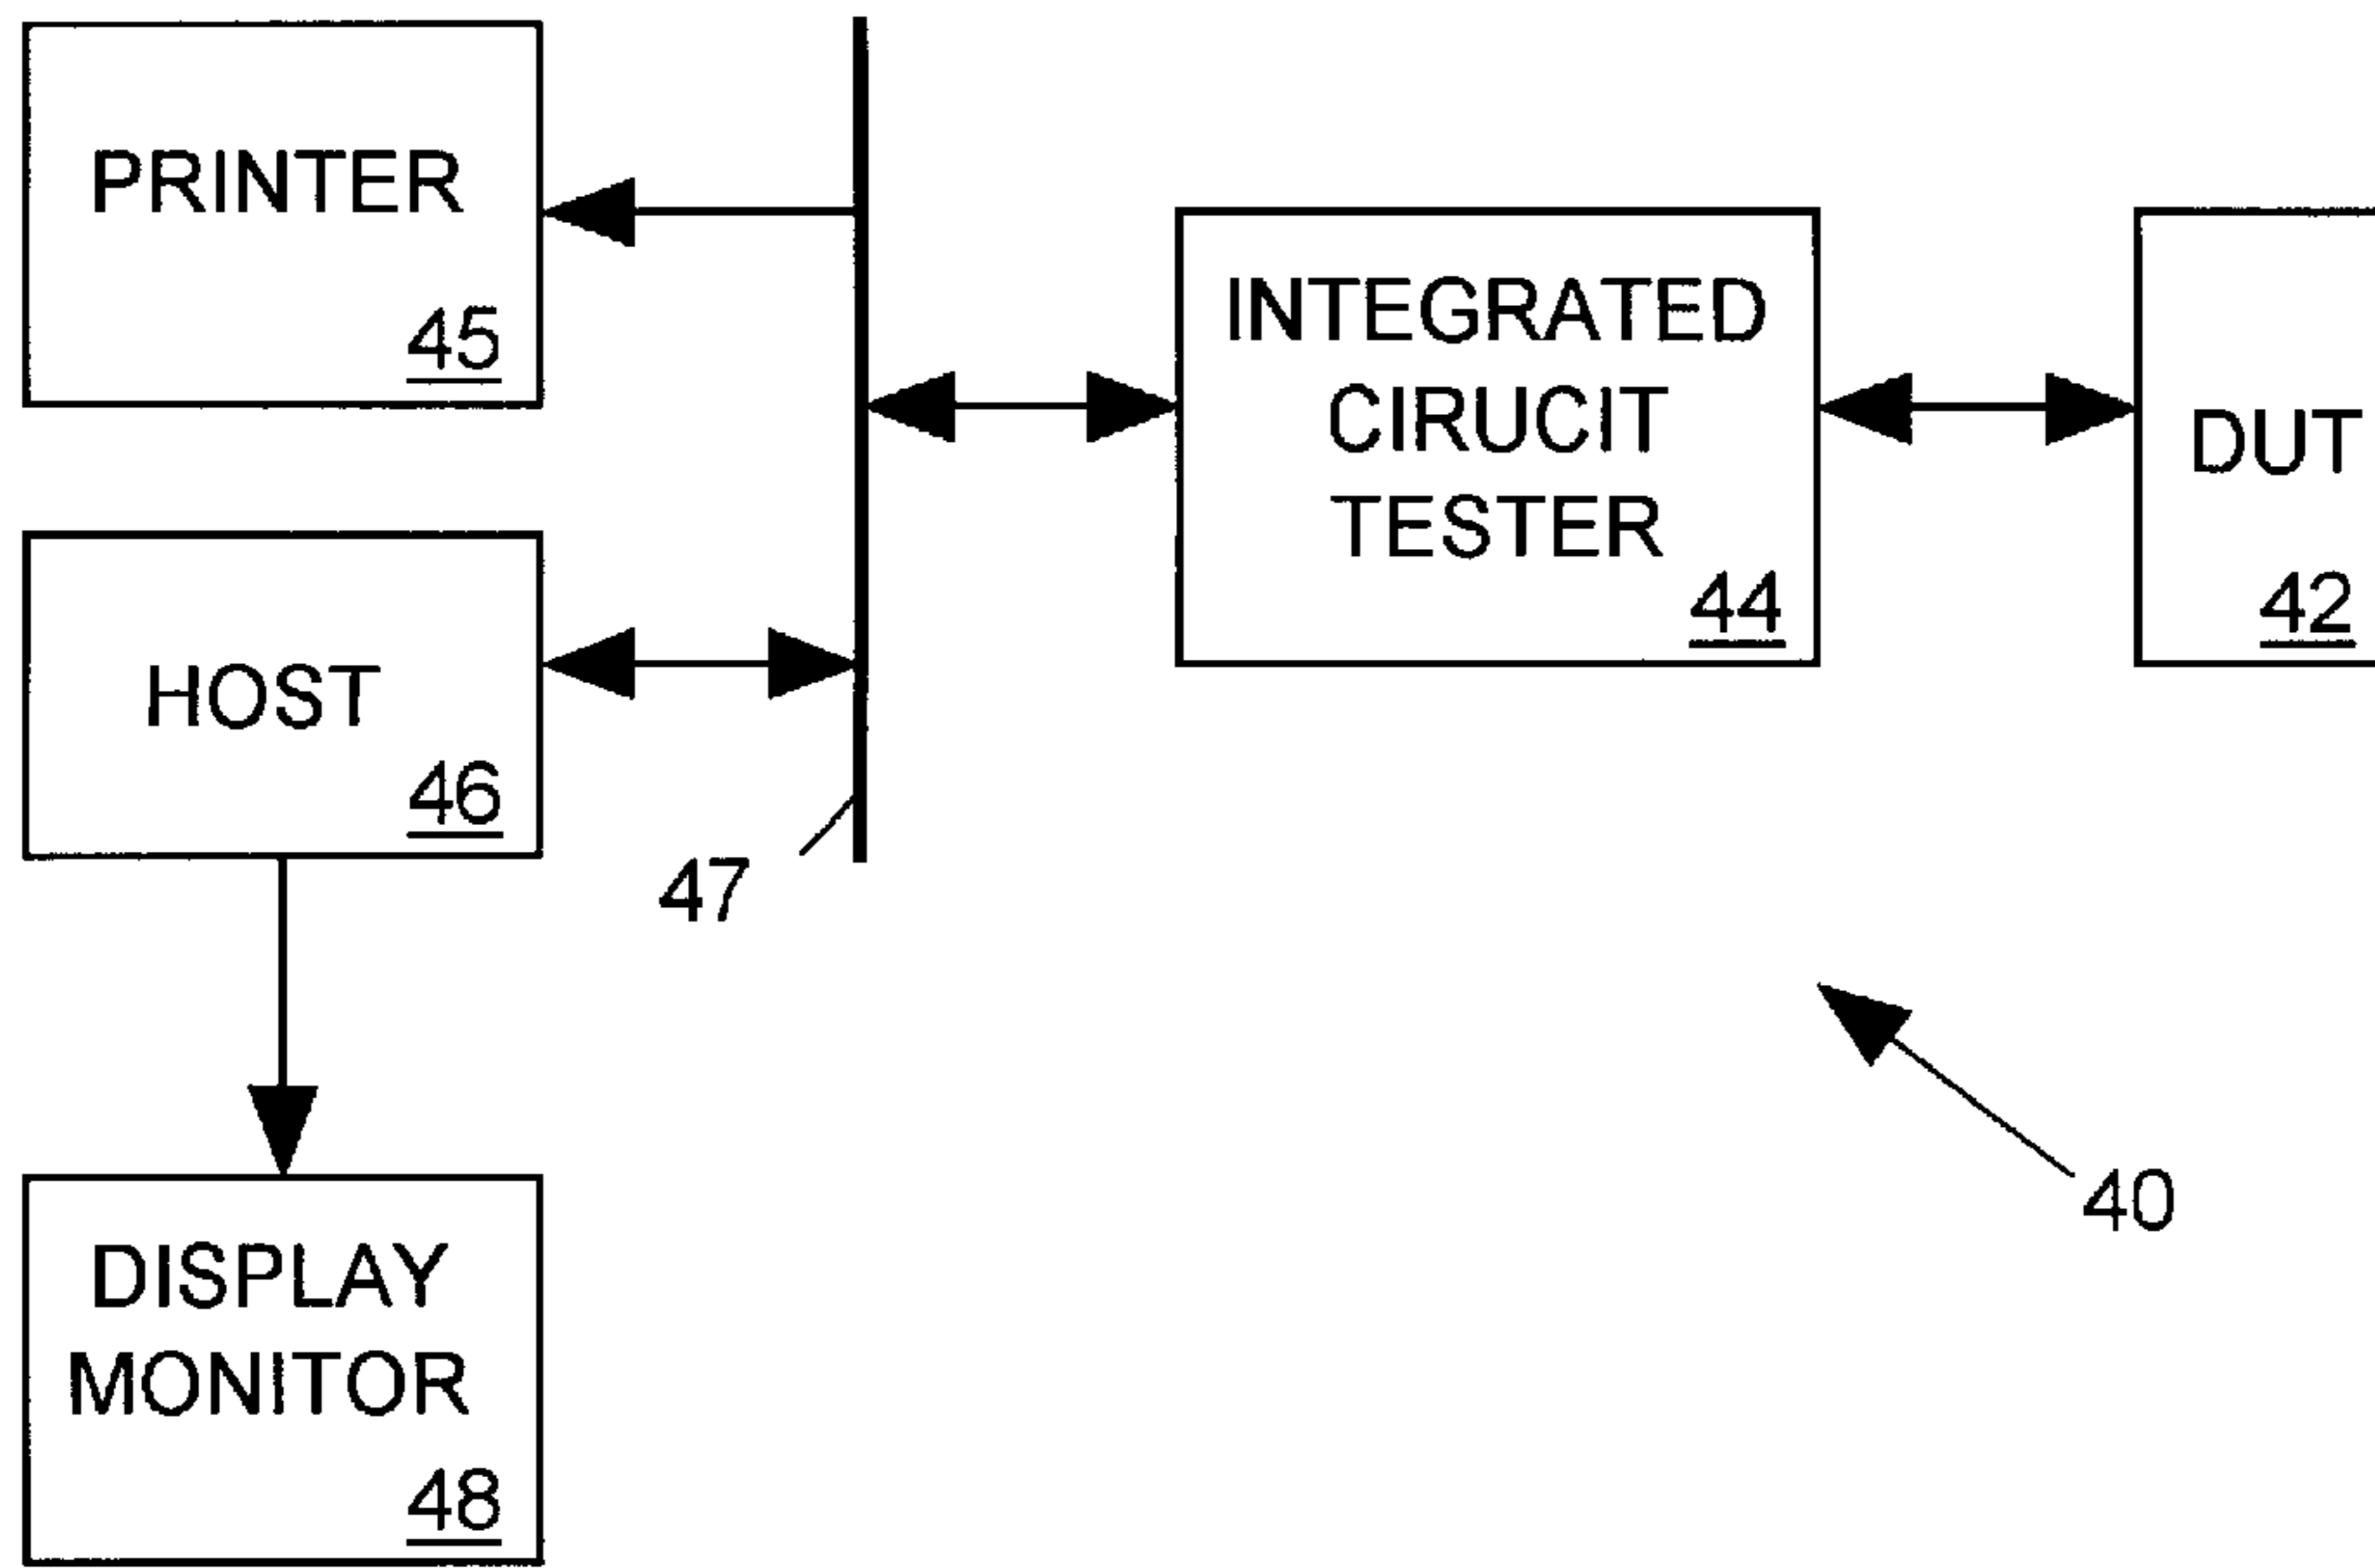 PRINTER
45
INTEGRATED
CIRUCIT
TESTER
44
DUT
42
HOST
46
47
40
DISPLAY
MONITOR
48